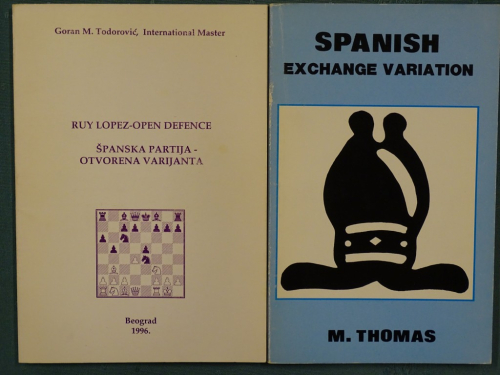 Goran M. Todorović, International Master
RUY LOPEZ-OPEN DEFENCE
ŠPANSKA PARTIJA -
OTVORENA VARIJANTA
Beograd
1996.
SPANISH
EXCHANGE VARIATION
M. THOMAS